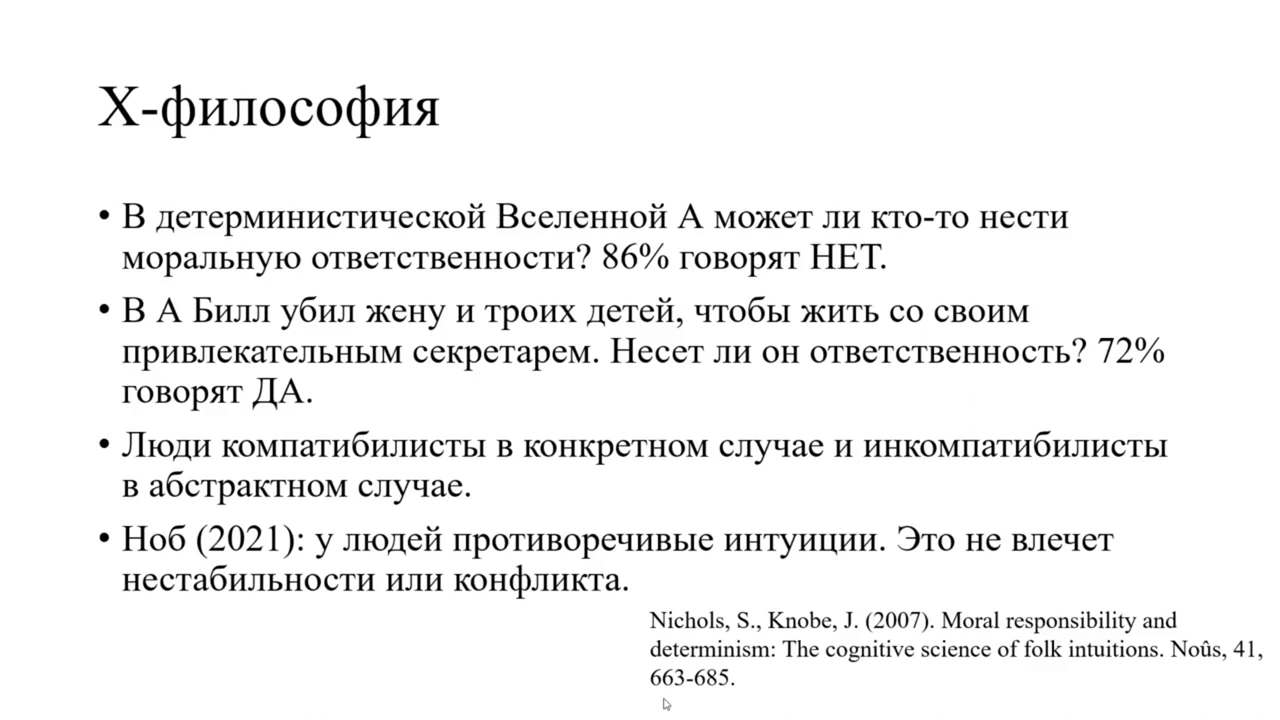 Х-философия
• В детерминистической Вселенной А может ли кто-то нести
моральную ответственности? 86% говорят НЕТ.
• В А Билл убил жену и троих детей, чтобы жить со своим
привлекательным секретарем. Несет ли он ответственность? 72%
говорят ДА.
• Люди компатибилисты в конкретном случае и инкомпатибилисты
в абстрактном случае.
• Ноб (2021): у людей противоречивые интуиции. Это не влечет
нестабильности или конфликта.
Nichols, S., Knobe, J. (2007). Moral responsibility and
determinism: The cognitive science of folk intuitions. Noûs, 41,
663-685.